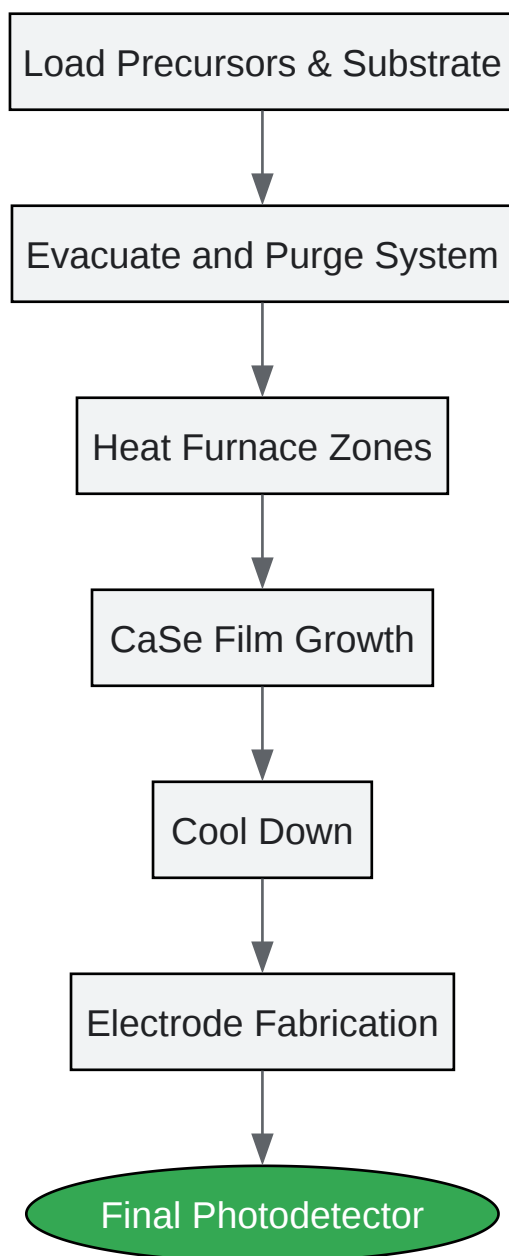 Load Precursors & Substrate
Evacuate and Purge System
Heat Furnace Zones
CaSe Film Growth
Cool Down
Electrode Fabrication
Final Photodetector